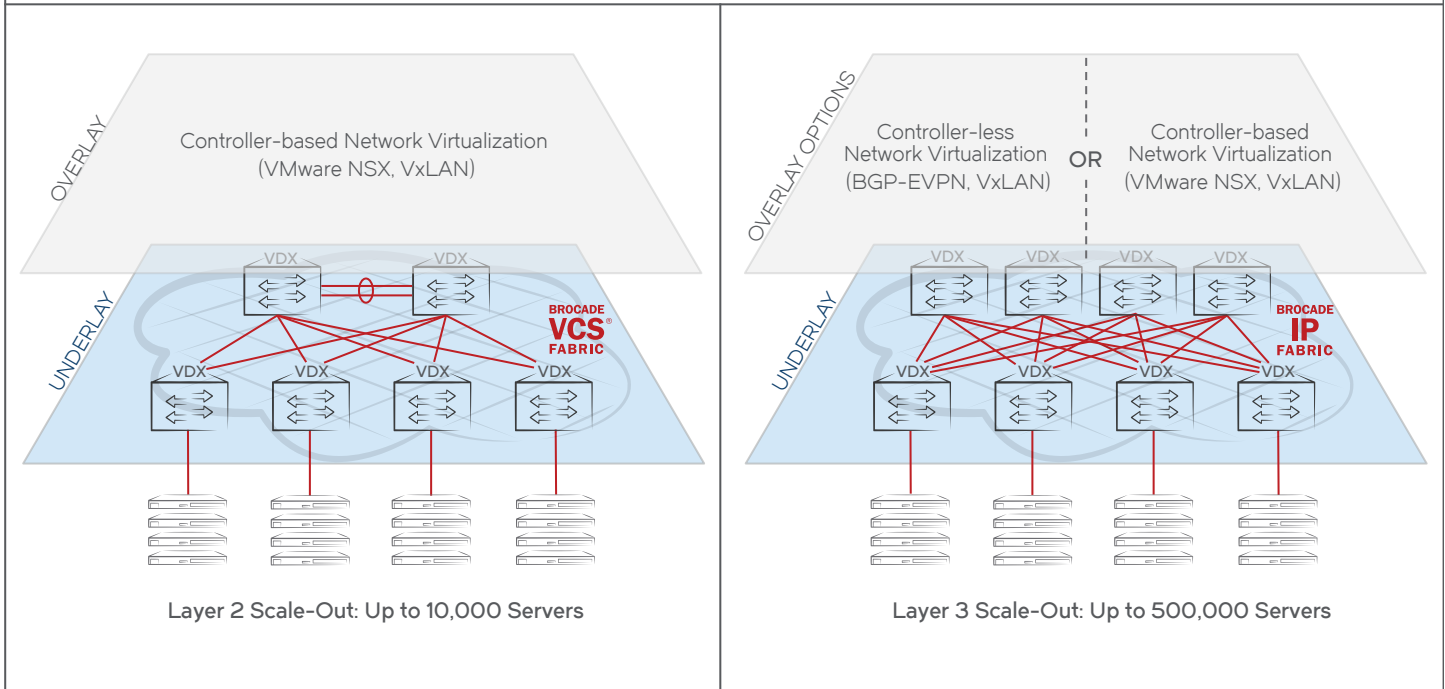 OVERLAY
Controller-based Network Virtualization
(VMware NSX, VxLAN)
UNDERLAY
VDX
VDX
BROCADE
VCS®
FABRIC
VDX
VDX
VDX
VDX
Layer 2 Scale-Out: Up to 10,000 Servers
OVERLAY OPTIONS
Controller-less
Network Virtualization
(BGP-EVPN, VxLAN)
OR
Controller-based
Network Virtualization
(VMware NSX, VxLAN)
UNDERLAY
VDX
VDX
VDX
VDX
BROCADE
IP
FABRIC
VDX
VDX
VDX
VDX
Layer 3 Scale-Out: Up to 500,000 Servers